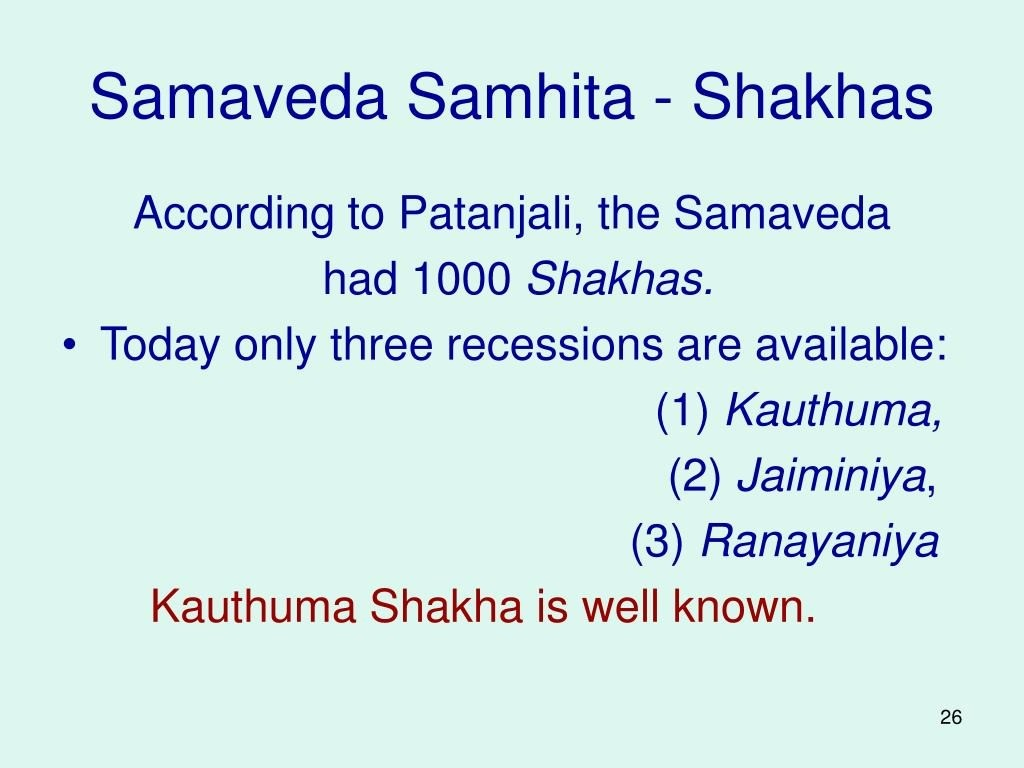 Samaveda Samhita - Shakhas
According to Patanjali, the Samaveda
had 1000 Shakhas.
• Today only three recessions are available:
(1) Kauthuma,
(2) Jaiminiya,
(3) Ranayaniya
Kauthuma Shakha is well known.
26